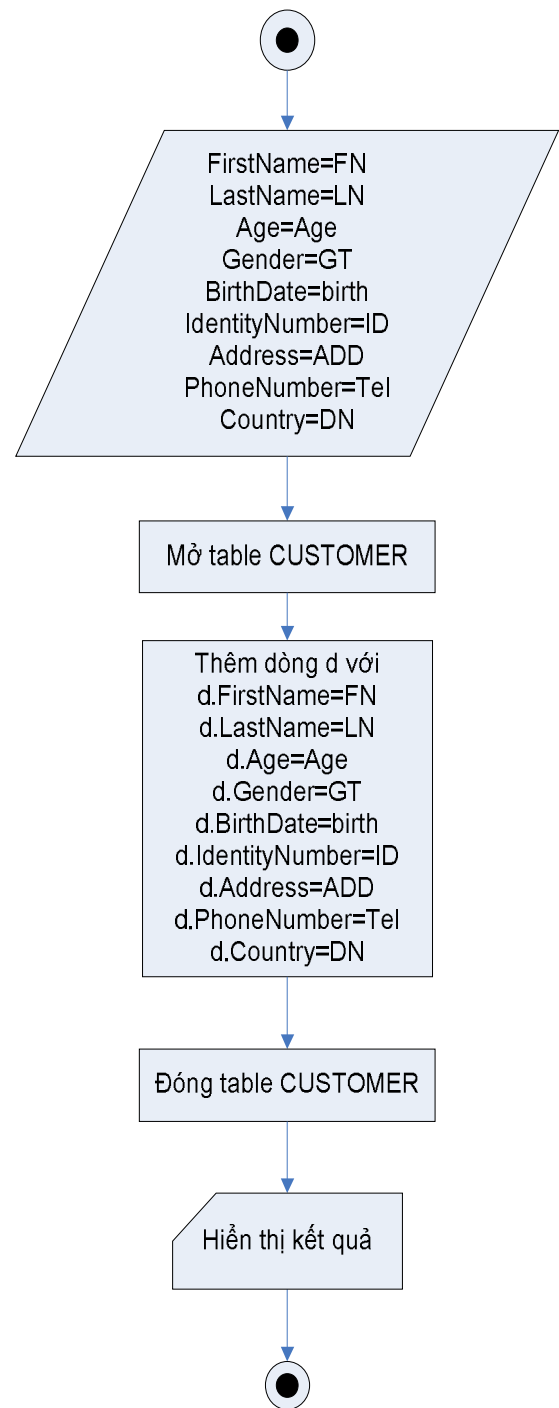 FirstName=FN
LastName=LN
Age=Age
Gender=GT
BirthDate=birth
IdentityNumber=ID
Address=ADD
PhoneNumber=Tel
Country=DN
Mở table CUSTOMER
Thêm dòng d với
d.FirstName=FN
d.LastName=LN
d.Age=Age
d.Gender=GT
d.BirthDate=birth
d.IdentityNumber=ID
d.Address=ADD
d.PhoneNumber=Tel
d.Country=DN
Đóng table CUSTOMER
Hiển thị kết quả